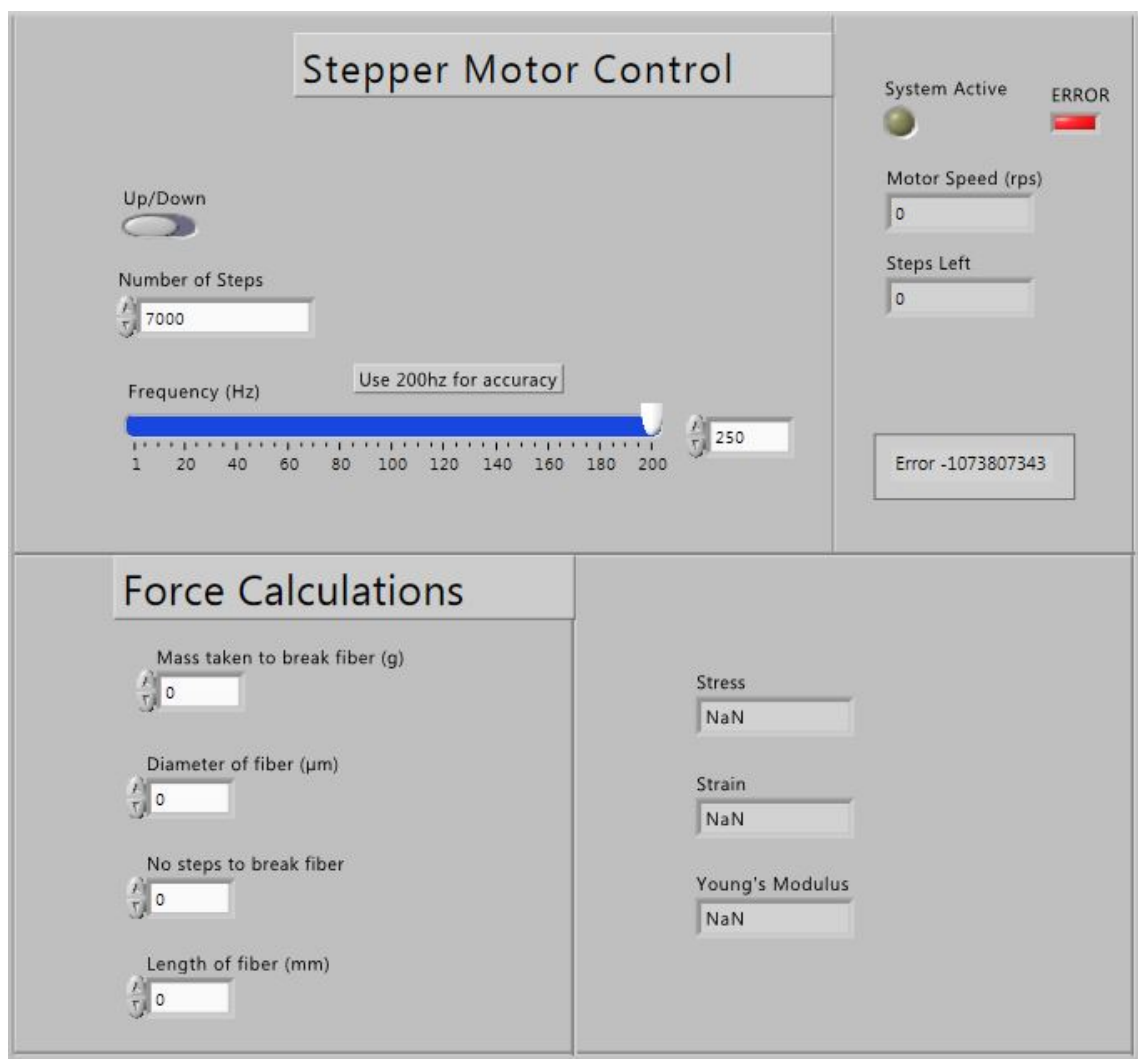 Stepper Motor Control
System Active
ERROR
Motor Speed (rps)
0
Steps Left
0
Up/Down
Number of Steps
7000
Use 200hz for accuracy
Frequency (Hz)
250
1 20 40 60 80 100 120 140 160 180 200
Error -1073807343
Force Calculations
Mass taken to break fiber (g)
0
Diameter of fiber (μm)
0
No steps to break fiber
0
Length of fiber (mm)
0
Stress
NaN
Strain
NaN
Young's Modulus
NaN